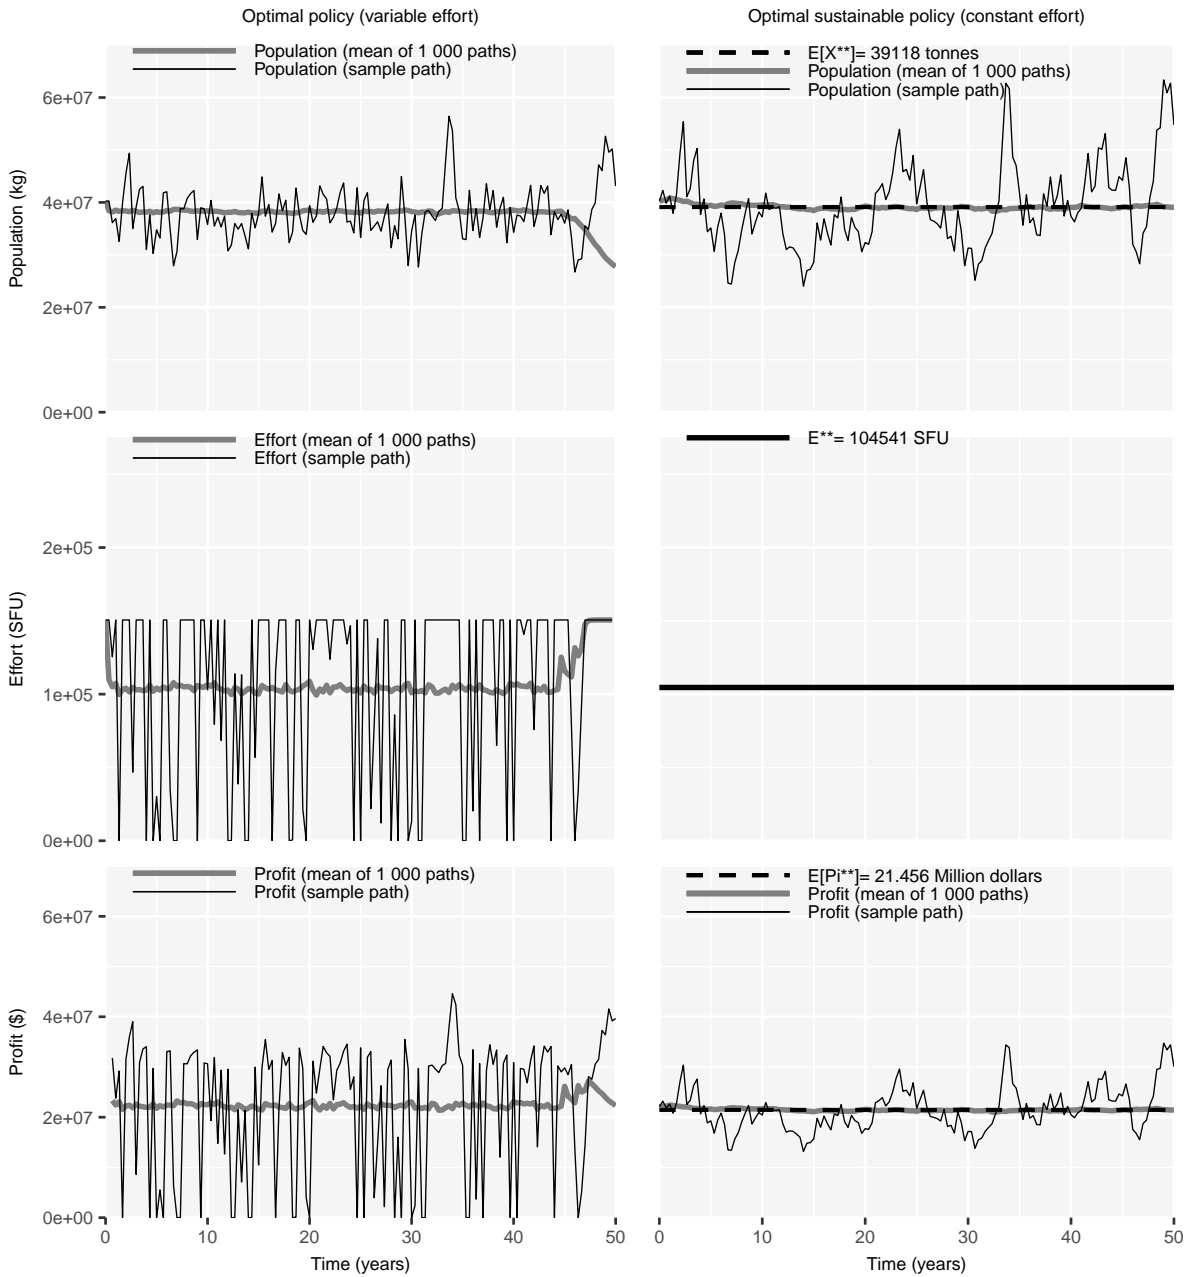 Optimal policy (variable effort)
Optimal sustainable policy (constant effort)
Population (mean of 1 000 paths)
Population (sample path)
E[X**]= 39118 tonnes
Population (mean of 1 000 paths)
Population (sample path)
Population (kg)
6e+07
4e+07
2e+07
0e+00
Effort (mean of 1 000 paths)
Effort (sample path)
E**= 104541 SFU
Effort (SFU)
2e+05
1e+05
0e+00
Profit (mean of 1 000 paths)
Profit (sample path)
E[Pi**]= 21.456 Million dollars
Profit (mean of 1 000 paths)
Profit (sample path)
Profit ($)
6e+07
4e+07
2e+07
0e+00
0 10 20 30 40 50
0 10 20 30 40 50
Time (years)
Time (years)